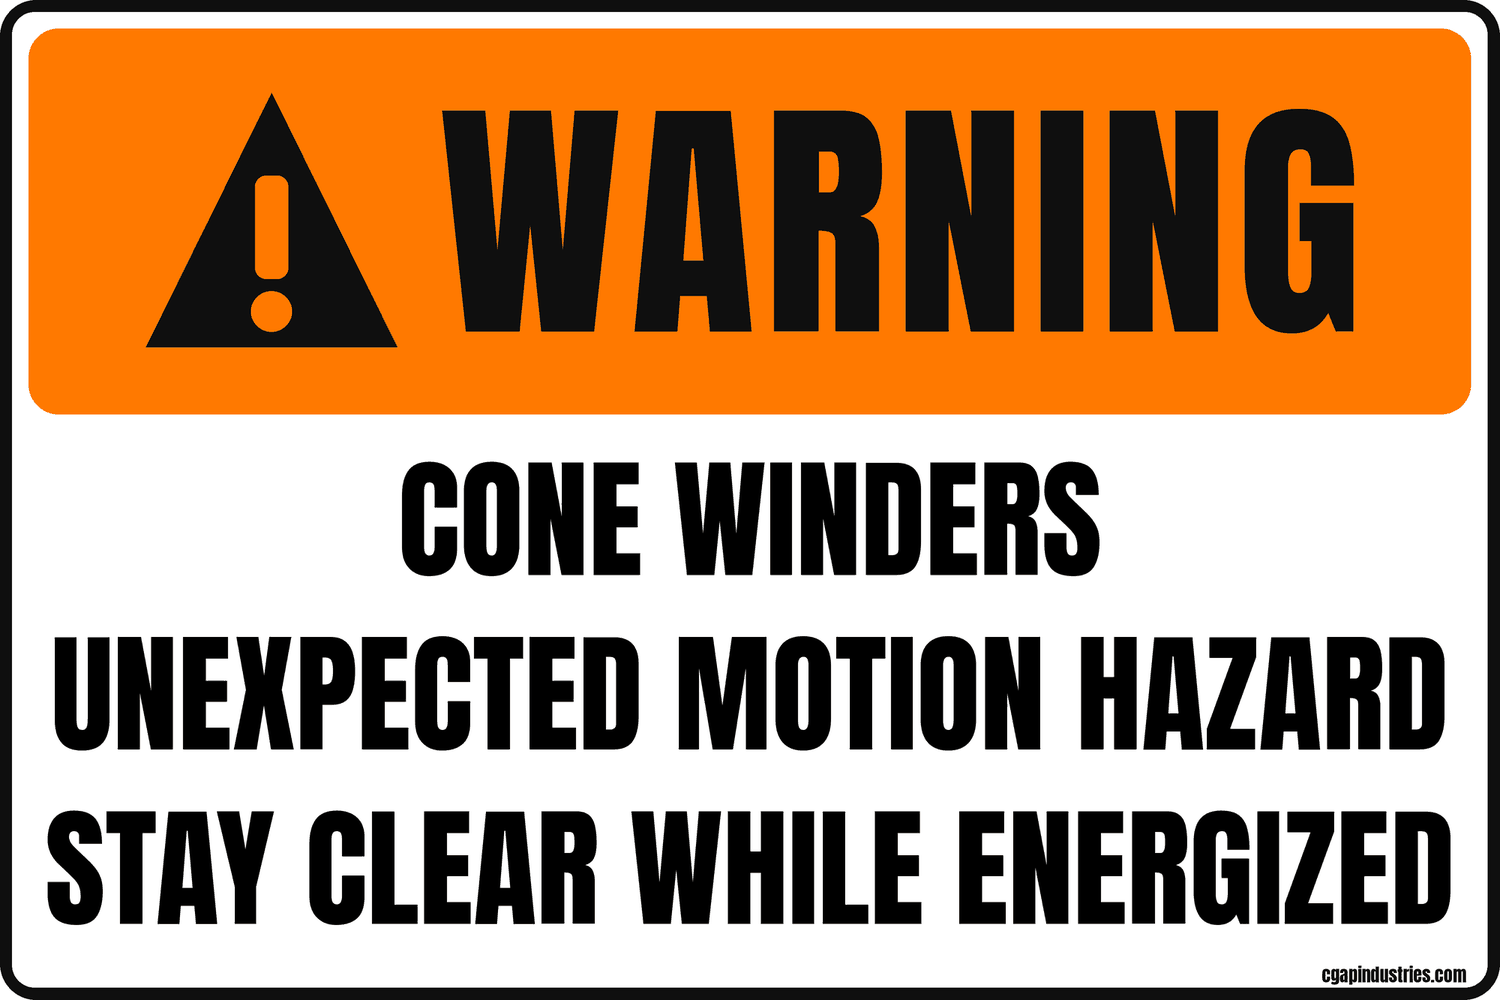 WARNING
CONE WINDERS
UNEXPECTED MOTION HAZARD
STAY CLEAR WHILE ENERGIZED
cgapindustries.com